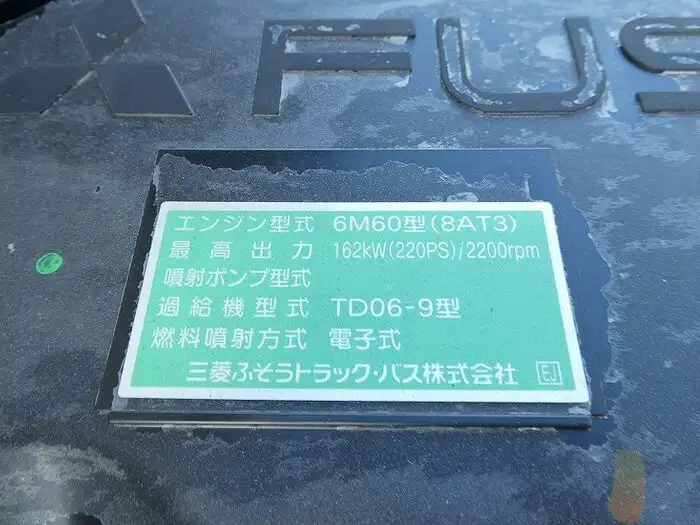 FUS
エンジン型式 6M60型(8AT3)
最高出力 162kW(220PS)/2200rpm
噴射ポンプ型式
過給機型式 TD06-9型
燃料噴射方式 電子式
三菱ふそうトラック・バス株式会社 EJ